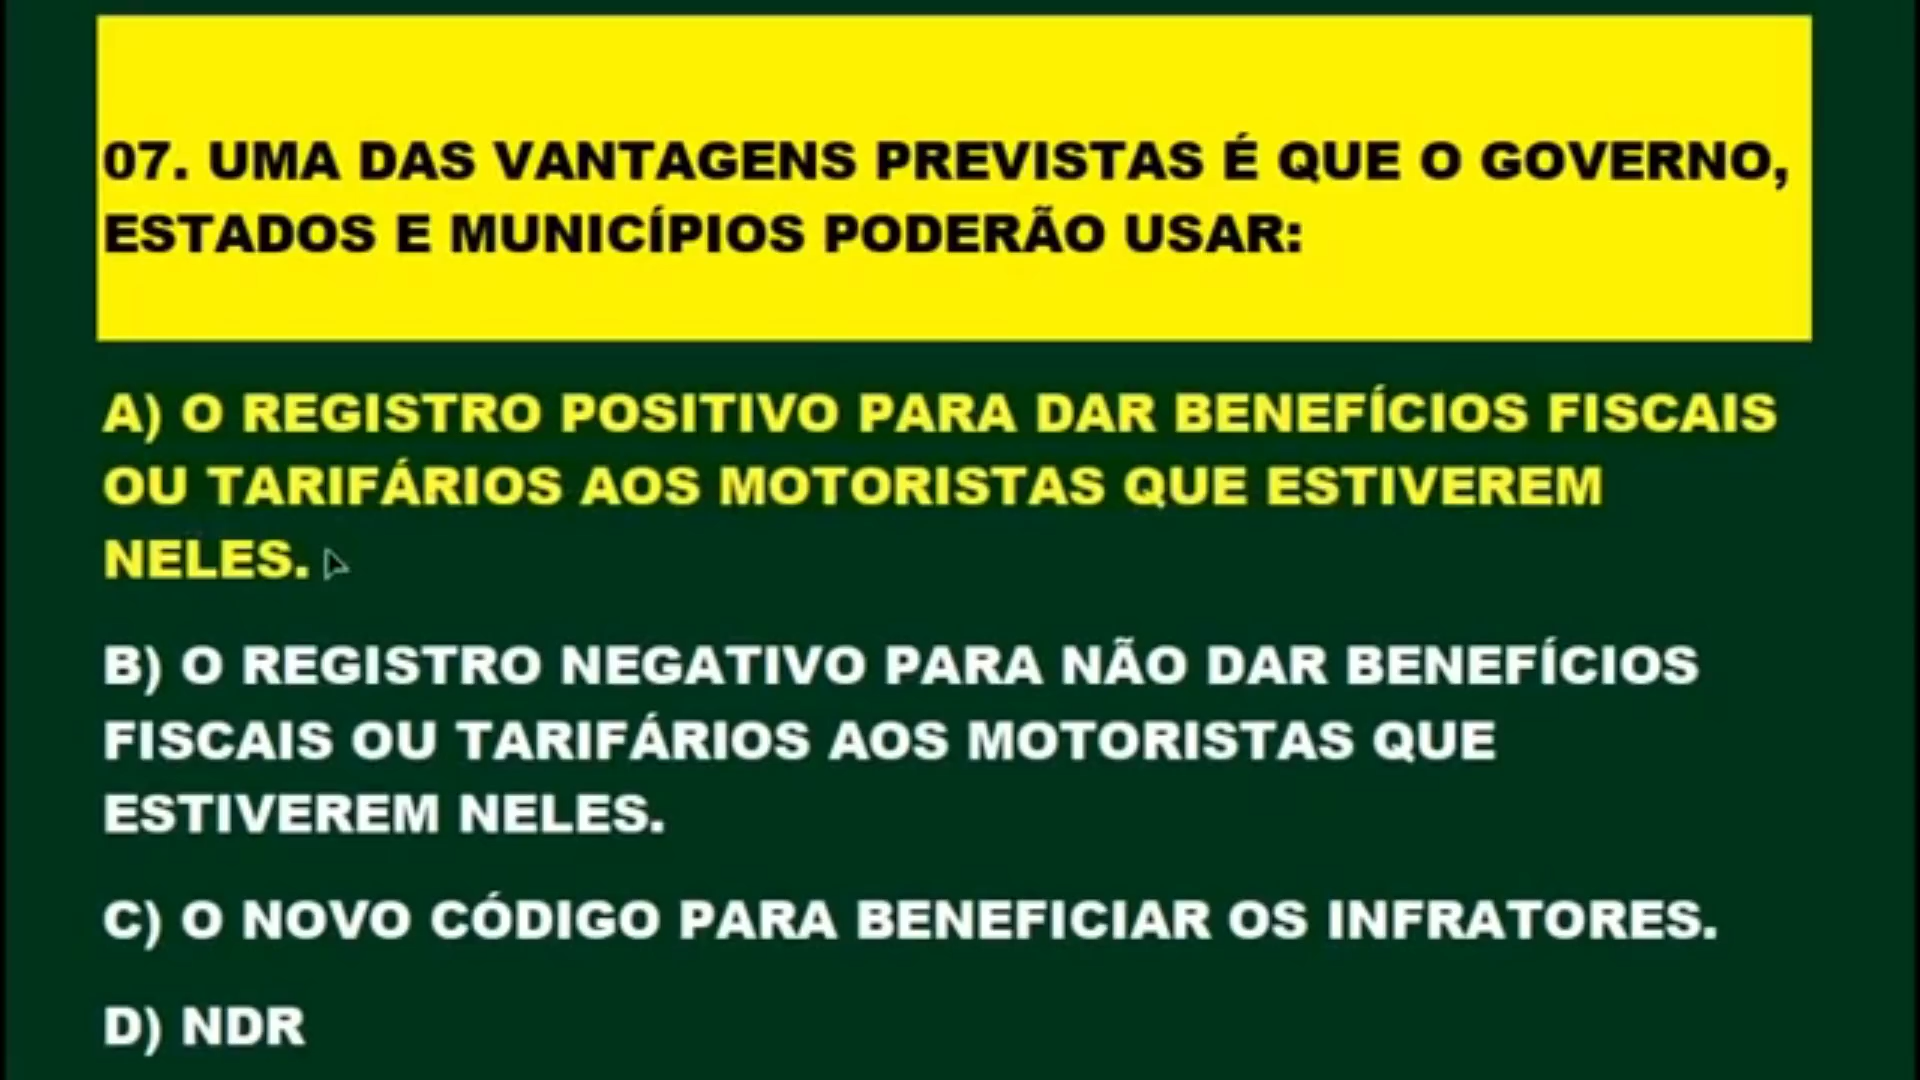 07. UMA DAS VANTAGENS PREVISTAS É QUE O GOVERNO,
ESTADOS E MUNICÍPIOS PODERÃO USAR:
A) O REGISTRO POSITIVO PARA DAR BENEFÍCIOS FISCAIS
OU TARIFÁRIOS AOS MOTORISTAS QUE ESTIVEREM
NELES.
B) O REGISTRO NEGATIVO PARA NÃO DAR BENEFÍCIOS
FISCAIS OU TARIFÁRIOS AOS MOTORISTAS QUE
ESTIVEREM NELES.
C) O NOVO CÓDIGO PARA BENEFICIAR OS INFRATORES.
D) NDR